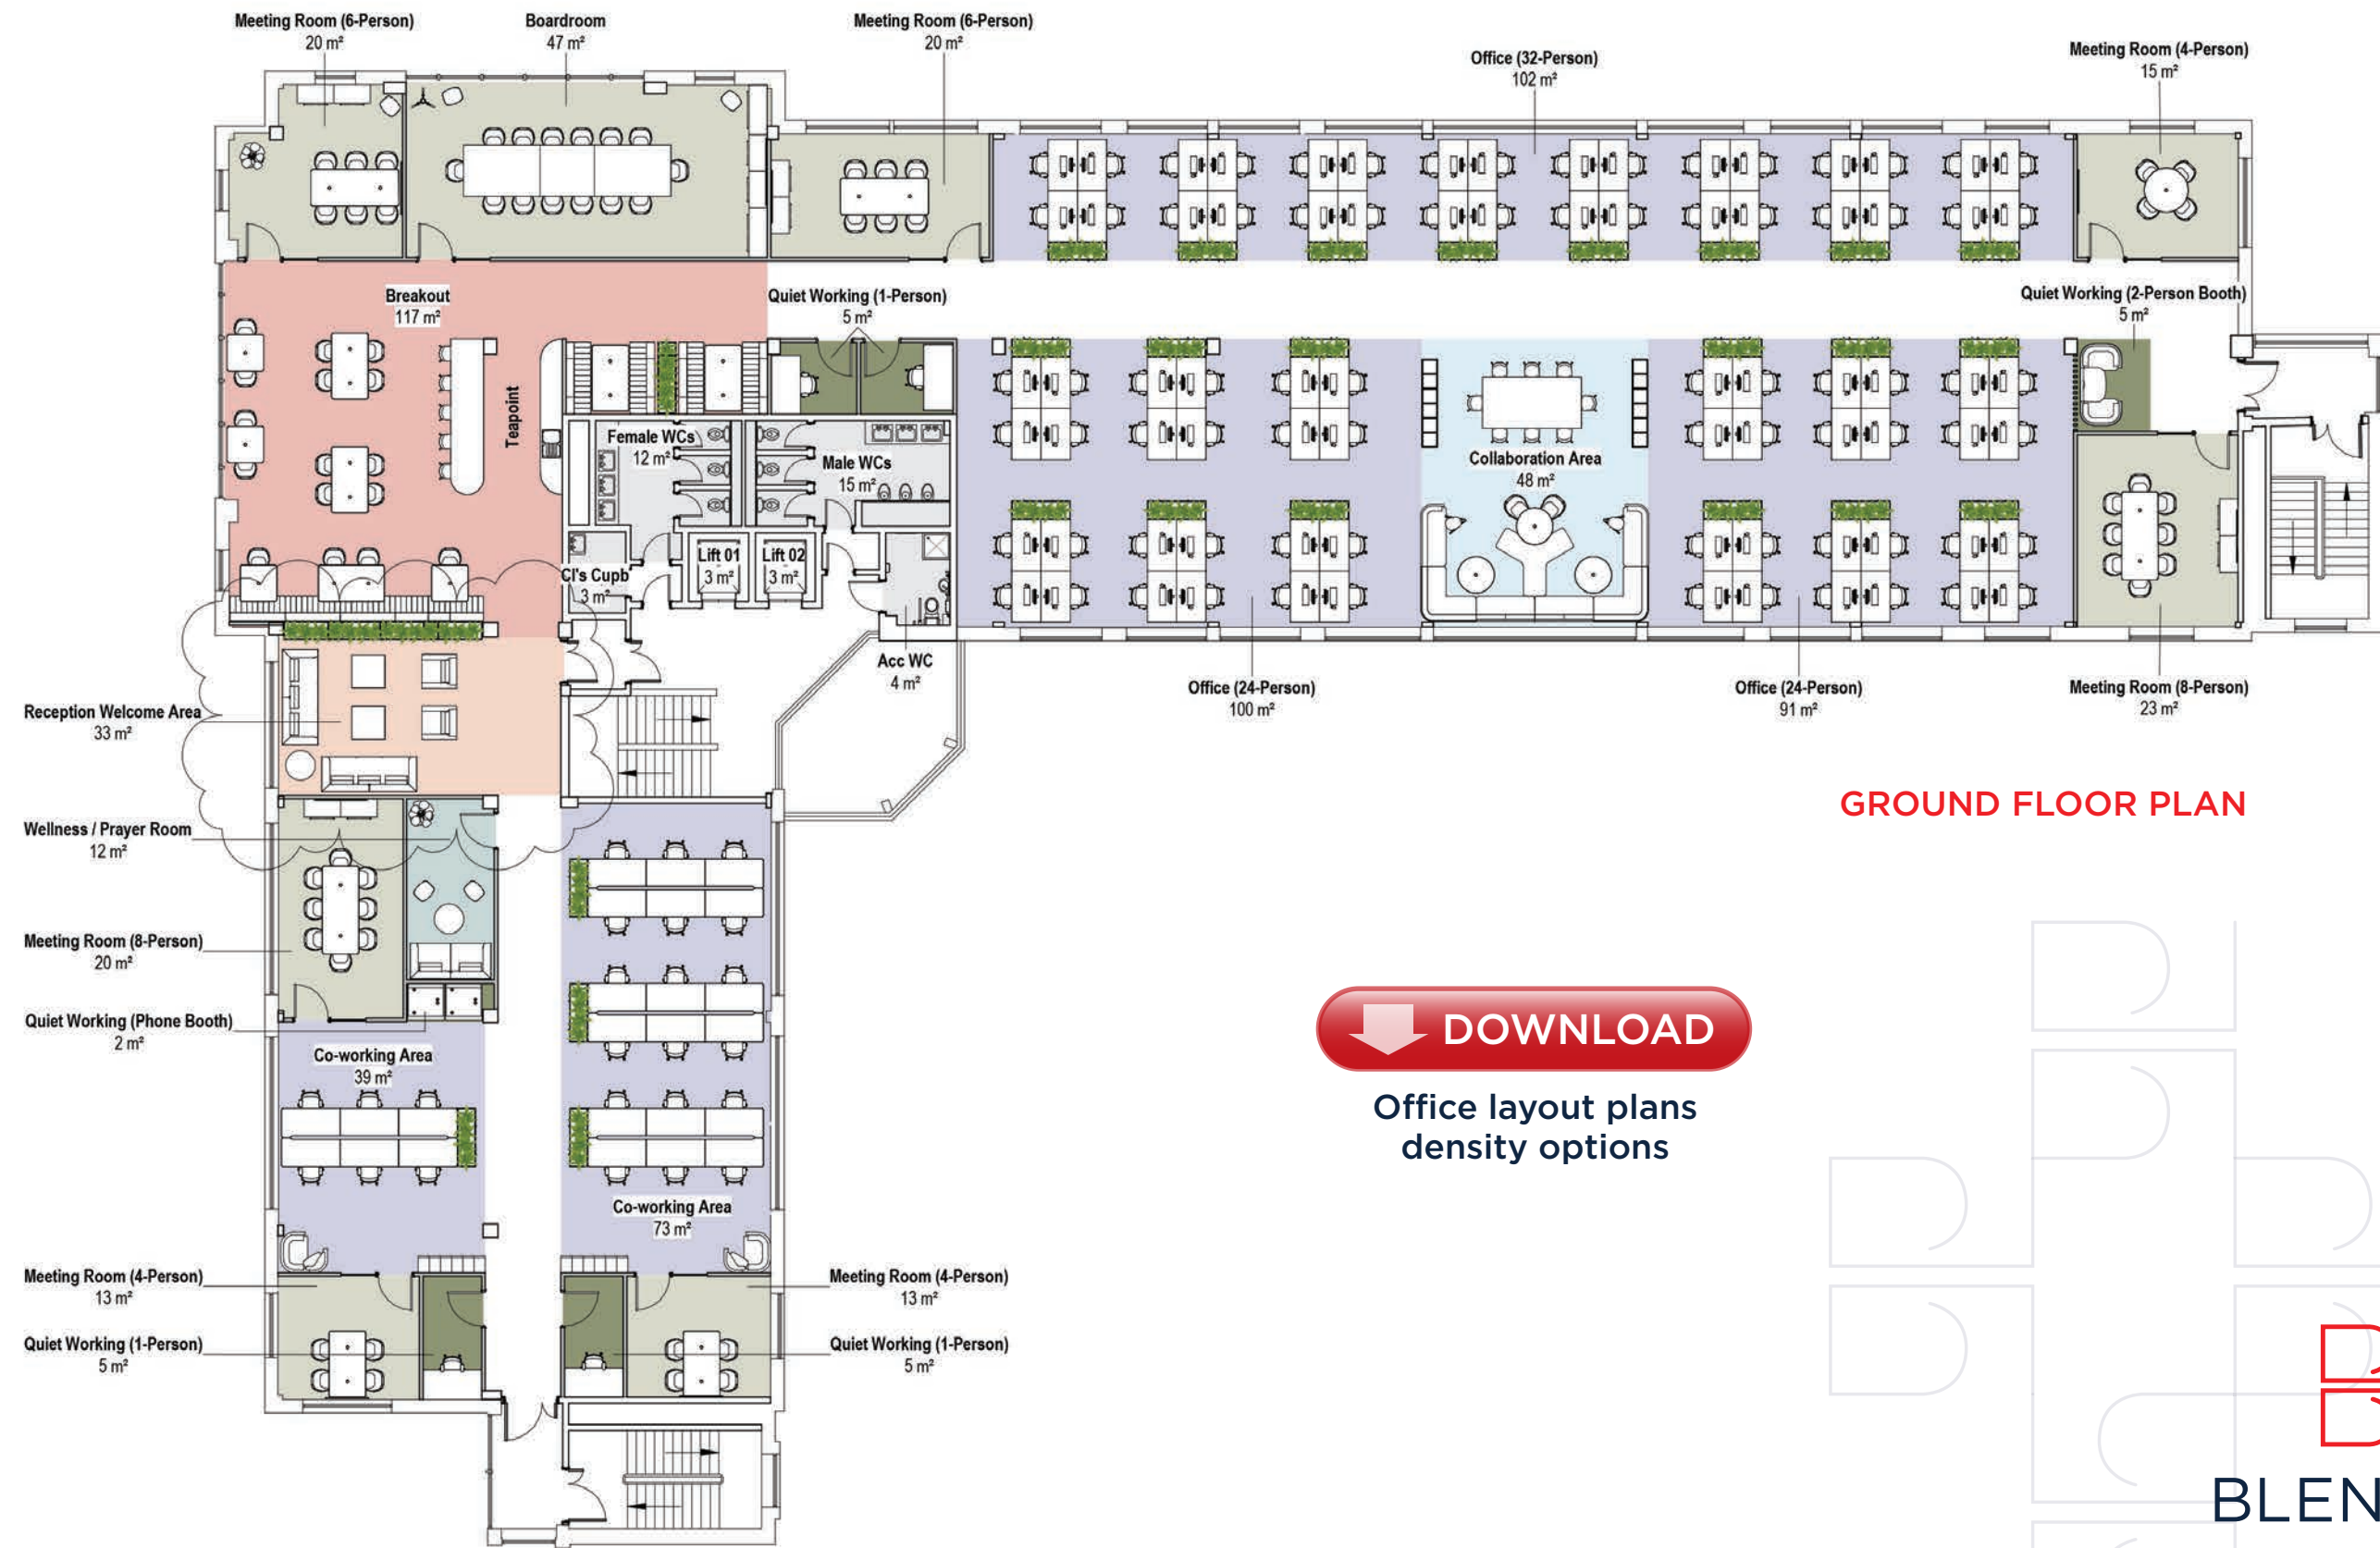 Meeting Room (6-Person)
20 m²
Boardroom
47 m²
Meeting Room (6-Person)
20 m²
Office (32-Person)
102 m²
Meeting Room (4-Person)
15 m²
Breakout
117 m²
Quiet Working (1-Person)
5 m²
Quiet Working (2-Person Booth)
5 m²
Teapoint
Female WCs
12 m²
Male WCs
15 m²
Collaboration Area
48 m²
Lift 01
3 m²
Lift 02
3 m²
Cl's Cupb
3 m²
Acc WC
4 m²
Office (24-Person)
100 m²
Office (24-Person)
91 m²
Meeting Room (8-Person)
23 m²
Reception Welcome Area
33 m²
GROUND FLOOR PLAN
Wellness / Prayer Room
12 m²
Meeting Room (8-Person)
20 m²
Quiet Working (Phone Booth)
2 m²
Co-working Area
39 m²
DOWNLOAD
Office layout plans
density options
Co-working Area
73 m²
Meeting Room (4-Person)
13 m²
Meeting Room (4-Person)
13 m²
Quiet Working (1-Person)
5 m²
Quiet Working (1-Person)
5 m²
BLEN